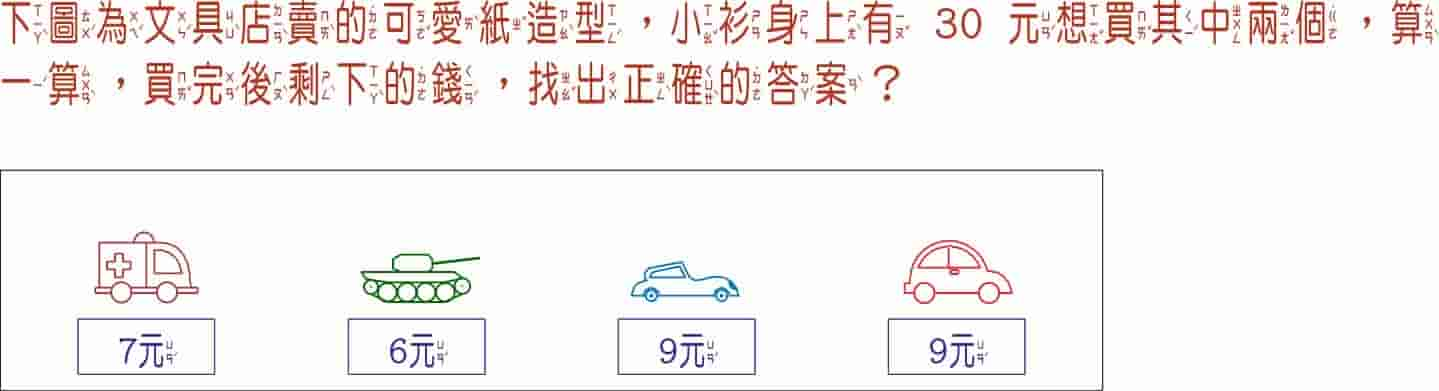 下圖為文具店賣的可愛紙造型，小衫身上有 30 元想買其中兩個，算
一算，買完後剩下的錢，找出正確的答案？
7元 6元 9元 9元